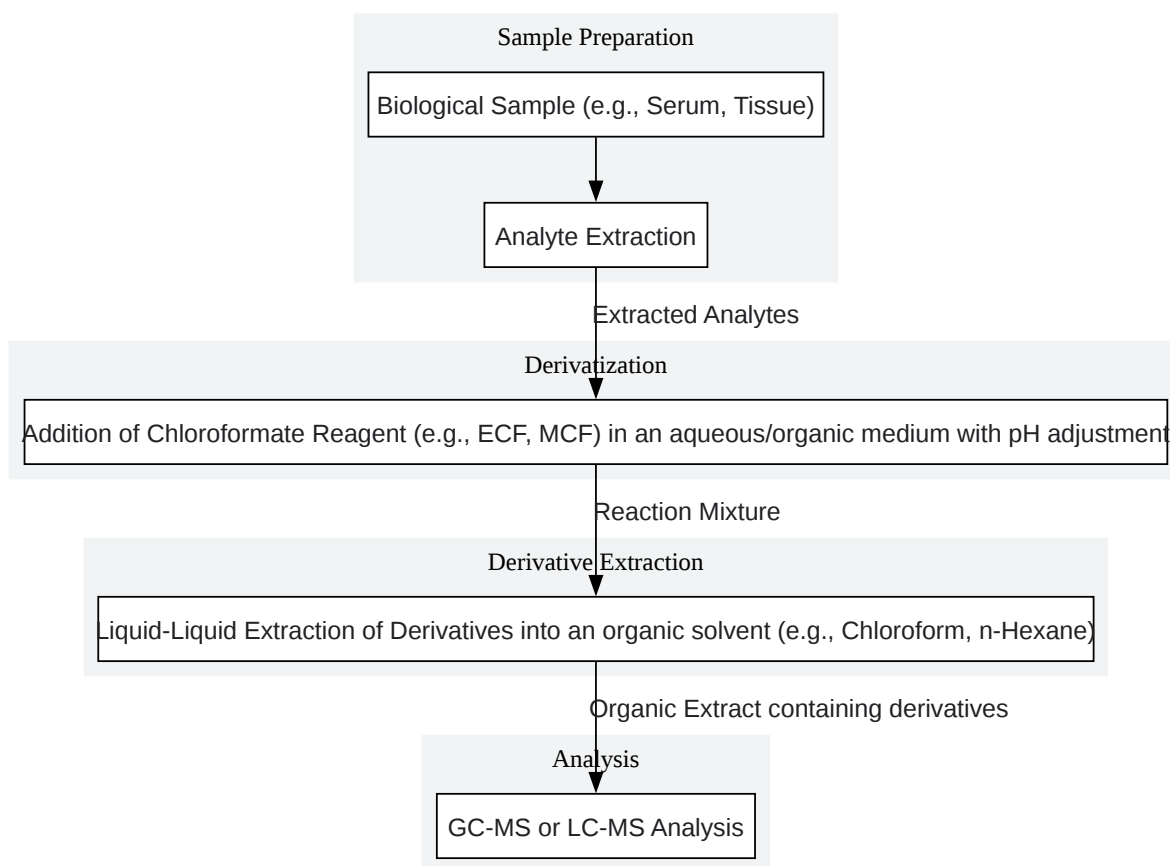 Sample Preparation
Biological Sample (e.g., Serum, Tissue)
Analyte Extraction
Extracted Analytes
Derivatization
Addition of Chloroformate Reagent (e.g., ECF, MCF) in an aqueous/organic medium with pH adjustment
Reaction Mixture
Derivative Extraction
Liquid-Liquid Extraction of Derivatives into an organic solvent (e.g., Chloroform, n-Hexane)
Organic Extract containing derivatives
Analysis
GC-MS or LC-MS Analysis